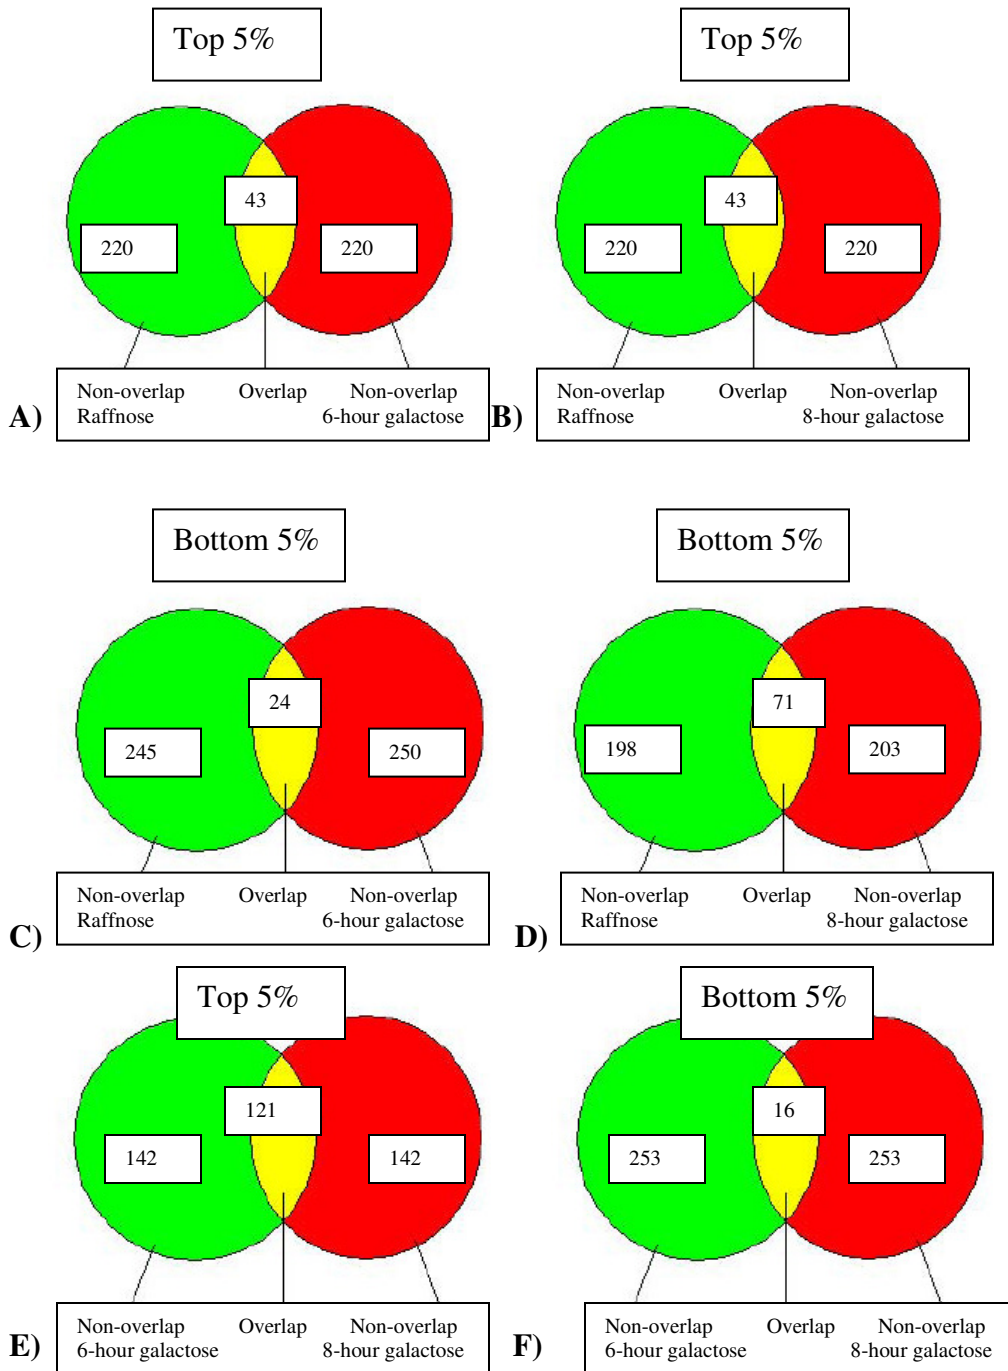 Top 5%
Top 5%
43
43
220
220
220
220
Non-overlap Overlap Non-overlap
Raffnose 6-hour galactose
A)
Non-overlap Overlap Non-overlap
Raffnose 8-hour galactose
B)
Bottom 5%
Bottom 5%
24
71
245
250
198
203
Non-overlap Overlap Non-overlap
Raffnose 6-hour galactose
C)
Non-overlap Overlap Non-overlap
Raffnose 8-hour galactose
D)
Top 5%
Bottom 5%
121
16
142
142
253
253
Non-overlap Overlap Non-overlap
6-hour galactose 8-hour galactose
E)
Non-overlap Overlap Non-overlap
6-hour galactose 8-hour galactose
F)